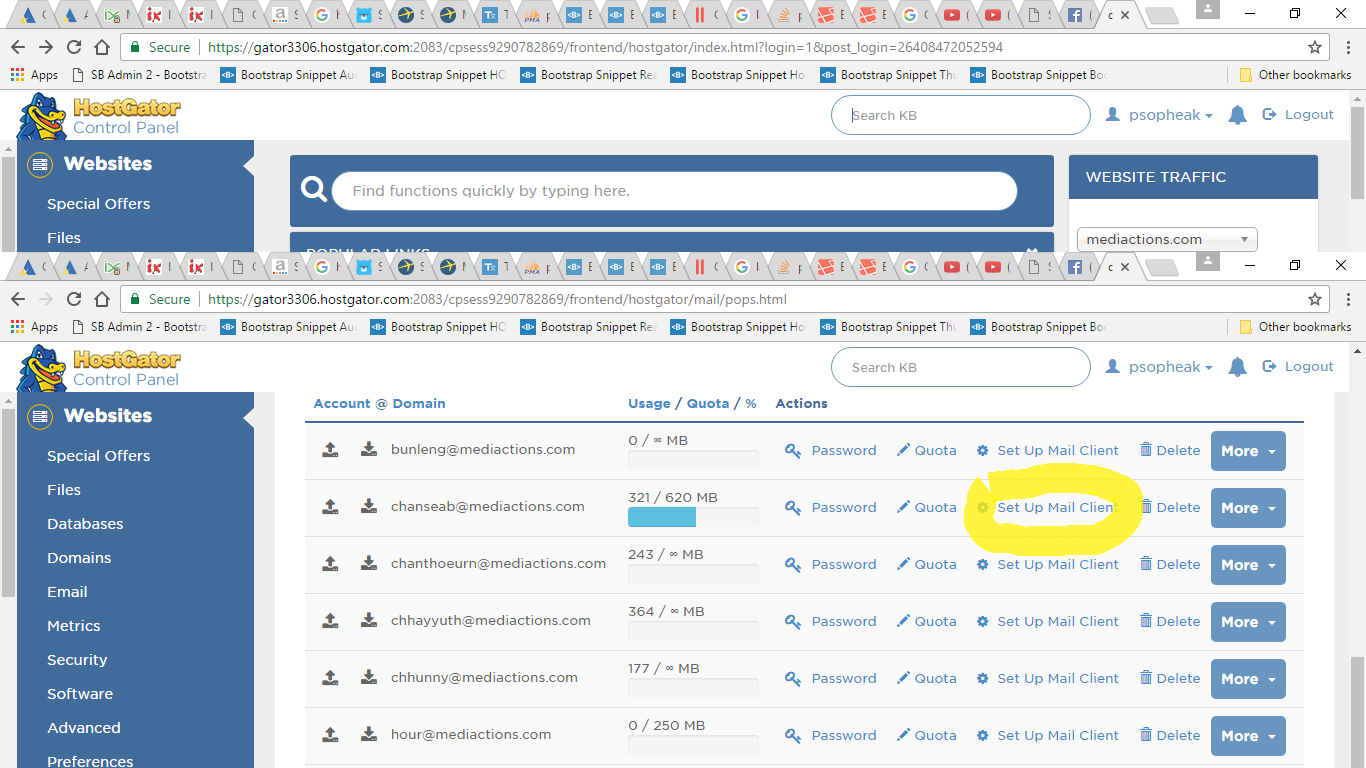 Secure https://gator3306.hostgator.com:2083/cpsess9290782869/frontend/hostgator/index.html?login=1&post_login=26408472052594
Apps SB Admin 2 - Bootstra Bootstrap Snippet Au Bootstrap Snippet HO Bootstrap Snippet Rea Bootstrap Snippet Ho Bootstrap Snippet Thu Bootstrap Snippet Bo Other bookmarks
HostGator
Control Panel
Search KB
psopheak
Logout
Websites
Special Offers
Files
Find functions quickly by typing here.
POPULAR LINKS
WEBSITE TRAFFIC
mediactions.com
Secure https://gator3306.hostgator.com:2083/cpsess9290782869/frontend/hostgator/mail/pops.html
Apps SB Admin 2 - Bootstra Bootstrap Snippet Au Bootstrap Snippet HO Bootstrap Snippet Rea Bootstrap Snippet Ho Bootstrap Snippet Thu Bootstrap Snippet Bo Other bookmarks
HostGator
Control Panel
Search KB
psopheak
Logout
Websites
Special Offers
Files
Databases
Domains
Email
Metrics
Security
Software
Advanced
Preferences
Account @ Domain Usage / Quota / % Actions
bunleng@mediactions.com 0 / ∞ MB Password Quota Set Up Mail Client Delete More
chanseab@mediactions.com 321 / 620 MB Password Quota Set Up Mail Client Delete More
chanthoeurn@mediactions.com 243 / ∞ MB Password Quota Set Up Mail Client Delete More
chhayyuth@mediactions.com 364 / ∞ MB Password Quota Set Up Mail Client Delete More
chhunny@mediactions.com 177 / ∞ MB Password Quota Set Up Mail Client Delete More
hour@mediactions.com 0 / 250 MB Password Quota Set Up Mail Client Delete More